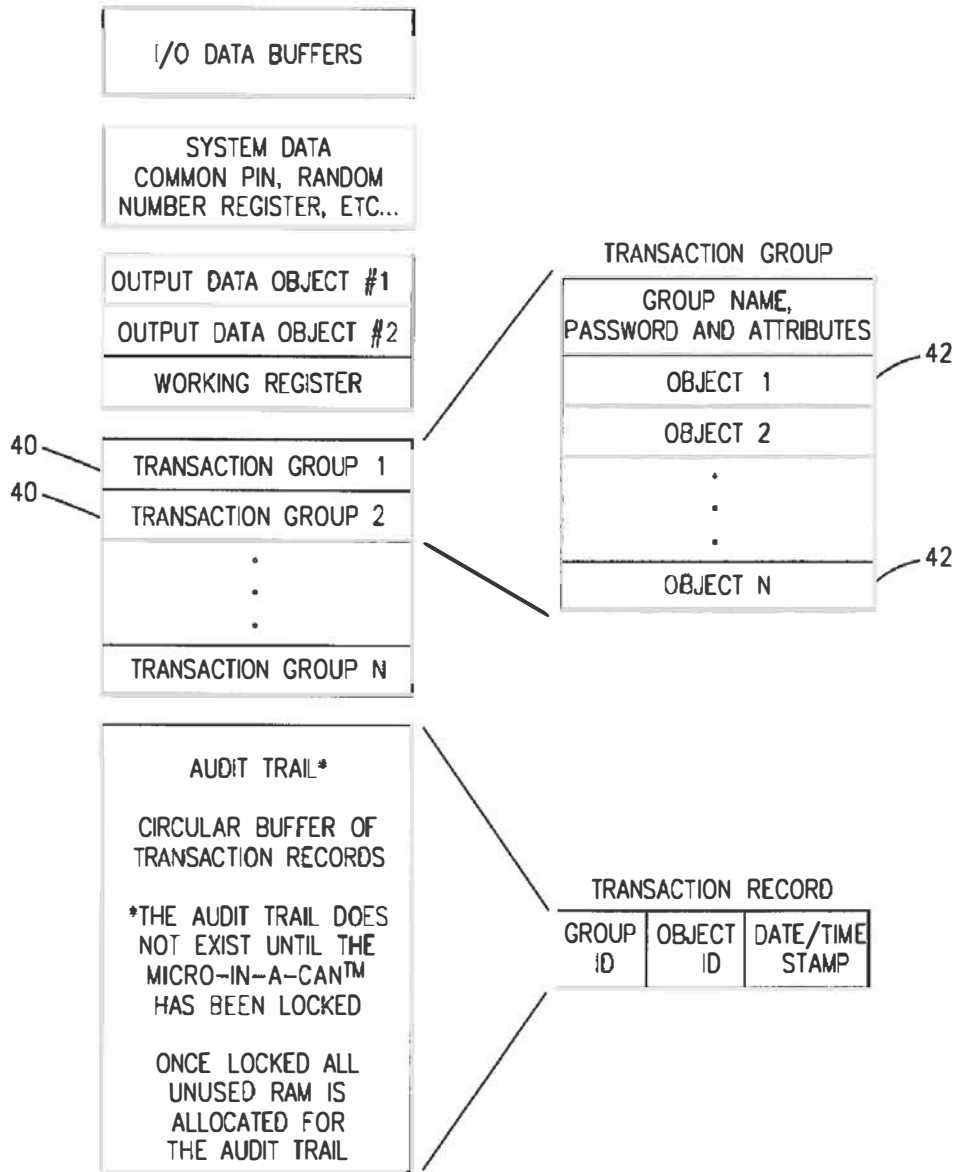 I/O DATA BUFFERS
SYSTEM DATA
COMMON PIN, RANDOM
NUMBER REGISTER, ETC...
OUTPUT DATA OBJECT #1
OUTPUT DATA OBJECT #2
WORKING REGISTER
40
TRANSACTION GROUP 1
40
TRANSACTION GROUP 2
TRANSACTION GROUP N
TRANSACTION GROUP
GROUP NAME,
PASSWORD AND ATTRIBUTES
42
OBJECT 1
OBJECT 2
42
OBJECT N
AUDIT TRAIL*
CIRCULAR BUFFER OF
TRANSACTION RECORDS
*THE AUDIT TRAIL DOES
NOT EXIST UNTIL THE
MICRO-IN-A-CAN™
HAS BEEN LOCKED
ONCE LOCKED ALL
UNUSED RAM IS
ALLOCATED FOR
THE AUDIT TRAIL
TRANSACTION RECORD
GROUP ID
OBJECT ID
DATE/TIME STAMP